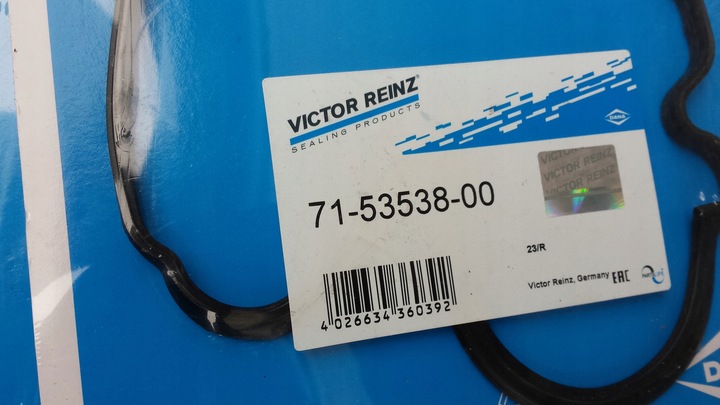 VICTOR REINZ®
SEALING PRODUCTS
DANA
VICTOR REINZ
VICTOR REINZ
71-53538-00
23/R
Victor Reinz, Germany EAC
4 026634 360392
DANA